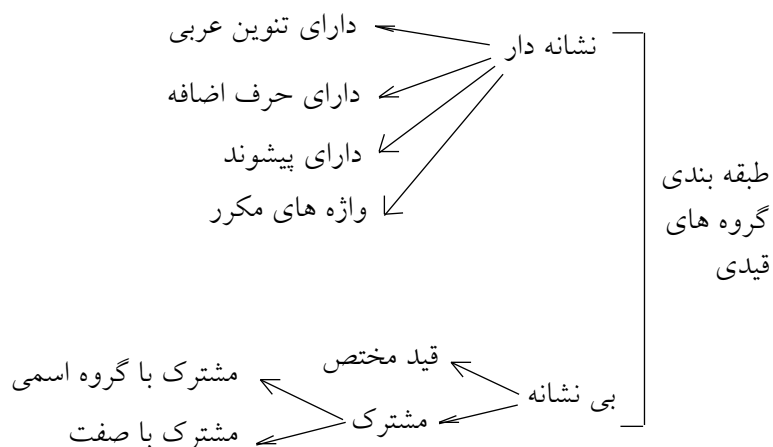 طبقه بندی
گروه های
قیدی
نشانه دار
دارای تنوین عربی
دارای حرف اضافه
دارای پیشوند
واژه های مکرر
بی نشانه
قید مختص
مشترک
مشترک با گروه اسمی
مشترک با صفت